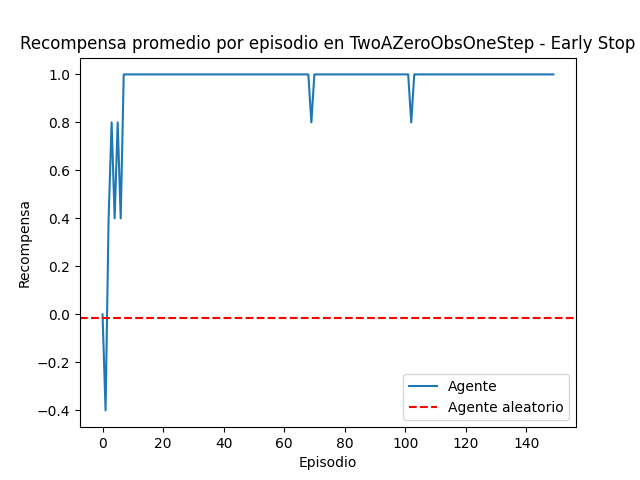 Recompensa promedio por episodio en TwoAZeroObsOneStep - Early Stop
Recompensa
1.0
0.8
0.6
0.4
0.2
0.0
−0.2
−0.4
Agente
Agente aleatorio
0 20 40 60 80 100 120 140
Episodio